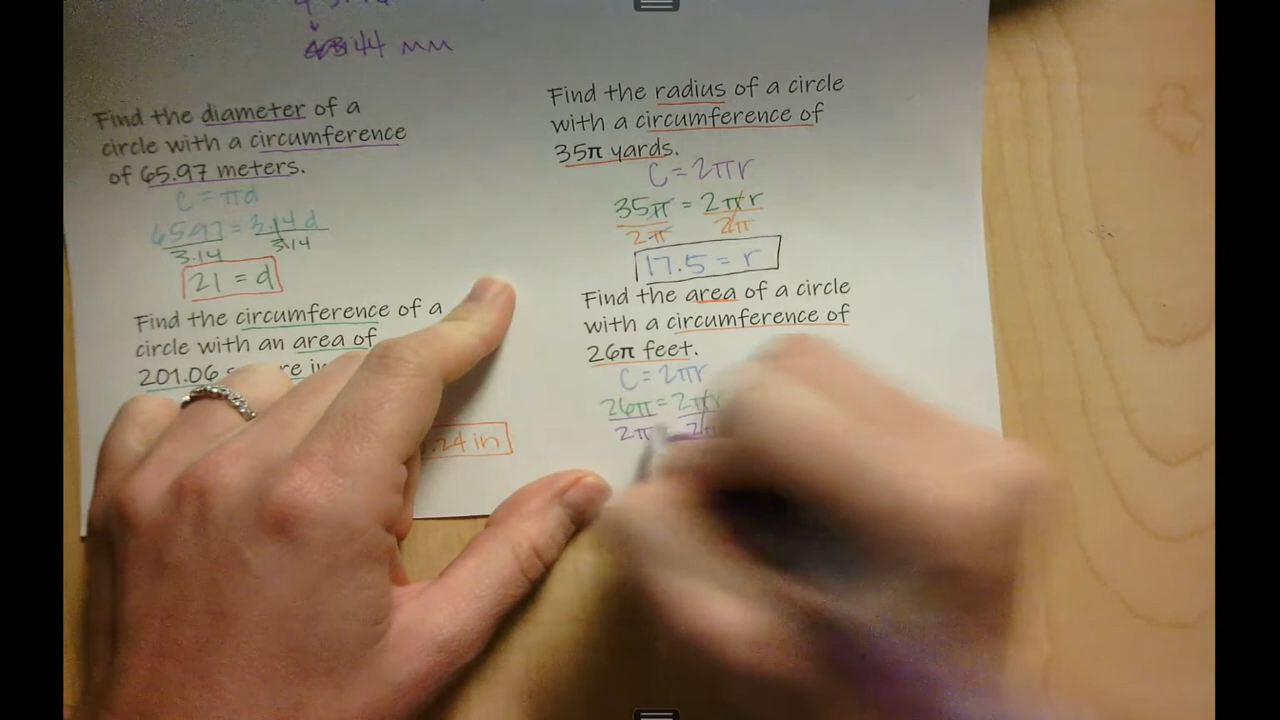 44 mm
Find the diameter of a
circle with a circumference
of 65.97 meters.
C = πd
65.97 = 3.14 d
3.14 3.14
21 = d
Find the circumference of a
circle with an area of
201.06
.24 in
Find the radius of a circle
with a circumference of
35π yards.
C = 2πr
35π = 2πr
2π 2π
17.5 = r
Find the area of a circle
with a circumference of
26π feet.
C = 2πr
26π = 2πr
2π 2π